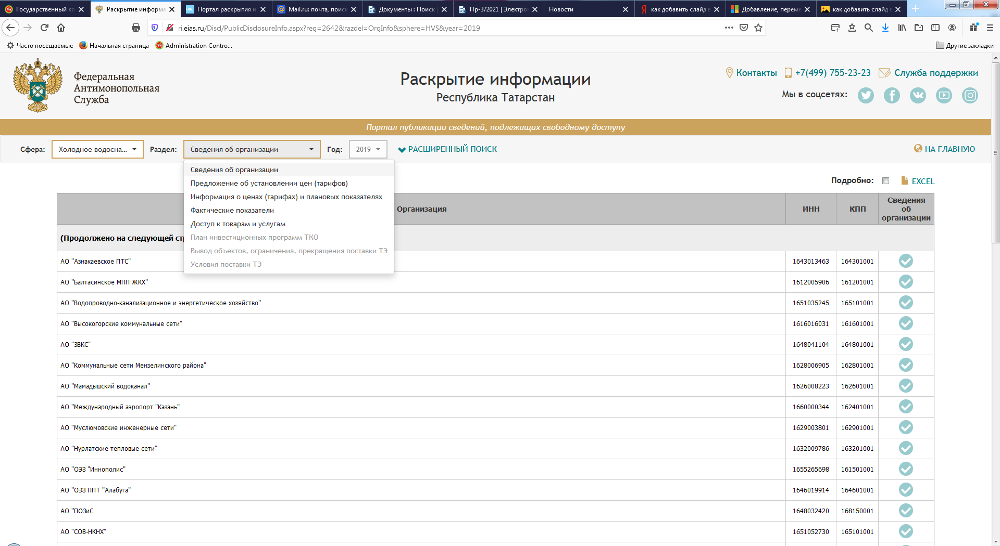 Государственный ко
Раскрытие информа
Портал раскрытия и
Mail.ru: почта, поиск
Документы : Поиск
Пр-3/2021 | Электро
Новости
как добавить слайд в
Добавление, переме
как добавить слайд в
ri.eias.ru/Discl/PublicDisclosureInfo.aspx?reg=2642&razdel=OrgInfo&sphere=HVS&year=2019
Часто посещаемые
Начальная страница
Administration Contro...
Другие закладки
Федеральная
Антимонопольная
Служба
Раскрытие информации
Республика Татарстан
Контакты
+7(499) 755-23-23
Служба поддержки
Мы в соцсетях:
Портал публикации сведений, подлежащих свободному доступу
Сфера:
Холодное водосна...
Раздел:
Сведения об организации
Год:
2019
РАСШИРЕННЫЙ ПОИСК
НА ГЛАВНУЮ
Сведения об организации
Предложение об установлении цен (тарифов)
Информация о ценах (тарифах) и плановых показателях
Фактические показатели
Доступ к товарам и услугам
План инвестиционных программ ТКО
Вывод объектов, ограничения, прекращения поставки ТЭ
Условия поставки ТЭ
Подробно:
EXCEL
Организация
ИНН
КПП
Сведения
об
организации
(Продолжено на следующей стр
АО "Азнакаевское ПТС" 1643013463 164301001
АО "Балтасинское МПП ЖКХ" 1612005906 161201001
АО "Водопроводно-канализационное и энергетическое хозяйство" 1651035245 165101001
АО "Высокогорские коммунальные сети" 1616016031 161601001
АО "ЗВКС" 1648041104 164801001
АО "Коммунальные сети Мензелинского района" 1628006905 162801001
АО "Мамадышский водоканал" 1626008223 162601001
АО "Международный аэропорт "Казань" 1660000344 162401001
АО "Муслюмовские инженерные сети" 1629003801 162901001
АО "Нурлатские тепловые сети" 1632009786 163201001
АО "ОЭЗ "Иннополис" 1655265698 161501001
АО "ОЭЗ ППТ "Алабуга" 1646019914 164601001
АО "ПОЗиС 1648032420 168150001
АО "СОВ-НКНХ" 1651052730 165101001